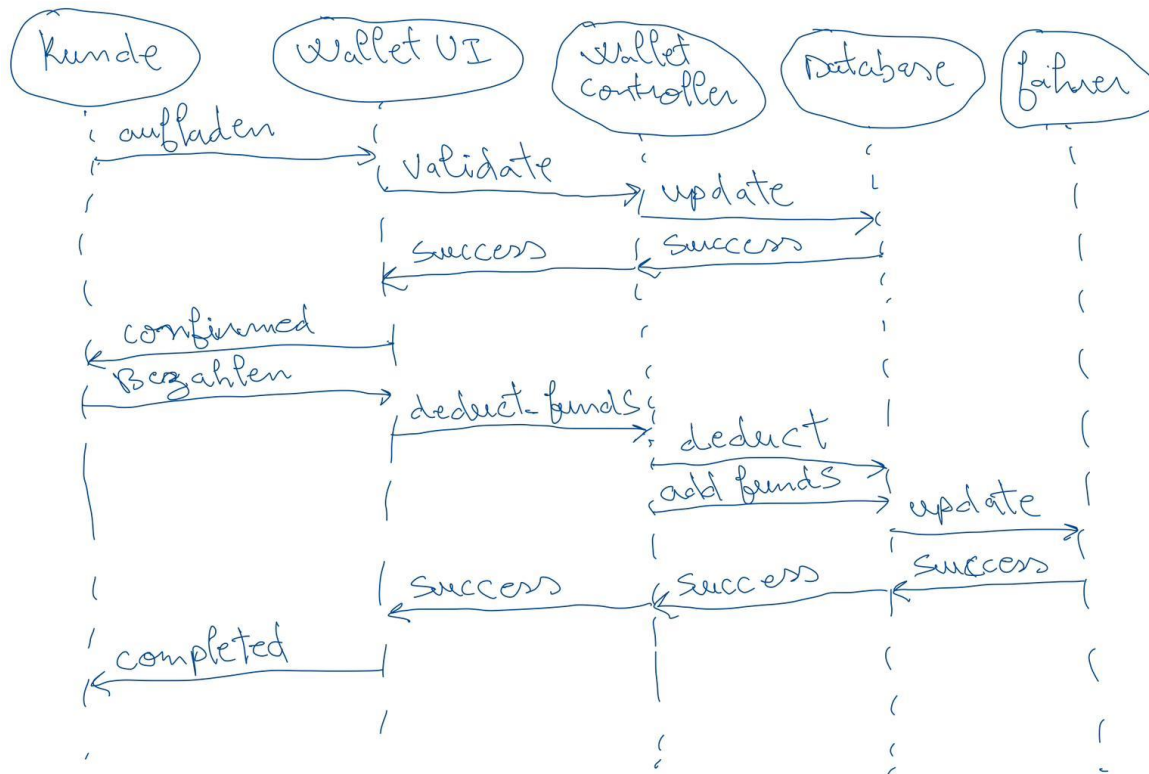 Kunde
Wallet UI
Wallet
controller
Database
fahrer
aufladen
validate
update
success
success
confirmed
Bezahlen
deduct_funds
deduct
add funds
update
success
success
success
completed